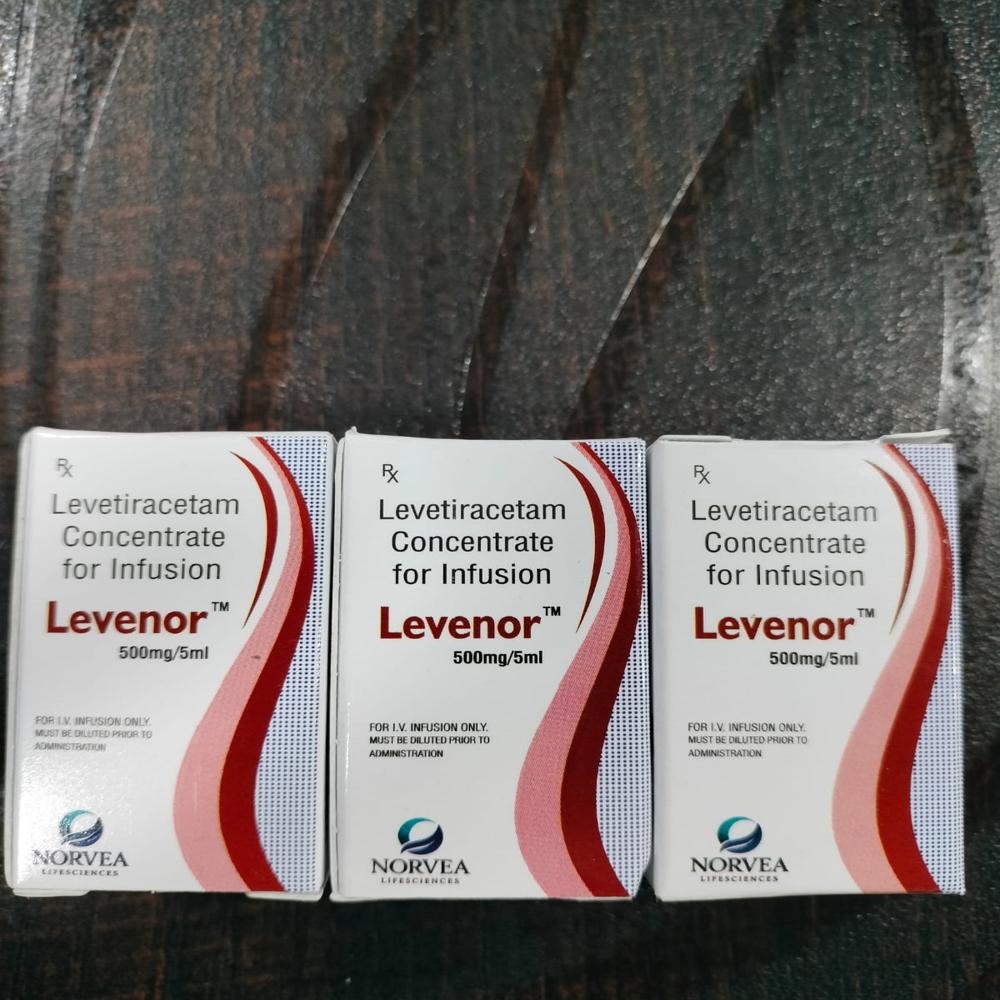 Rx
Levetiracetam
Concentrate
for Infusion
Levenor™
500mg/5ml
FOR I.V. INFUSION ONLY.
MUST BE DILUTED PRIOR TO
ADMINISTRATION
NORVEA
LIFESCIENCES
Rx
Levetiracetam
Concentrate
for Infusion
Levenor™
500mg/5ml
FOR I.V. INFUSION ONLY.
MUST BE DILUTED PRIOR TO
ADMINISTRATION
NORVEA
LIFESCIENCES
Rx
Levetiracetam
Concentrate
for Infusion
Levenor™
500mg/5ml
FOR I.V. INFUSION ONLY.
MUST BE DILUTED PRIOR TO
ADMINISTRATION
NORVEA
LIFESCIENCES